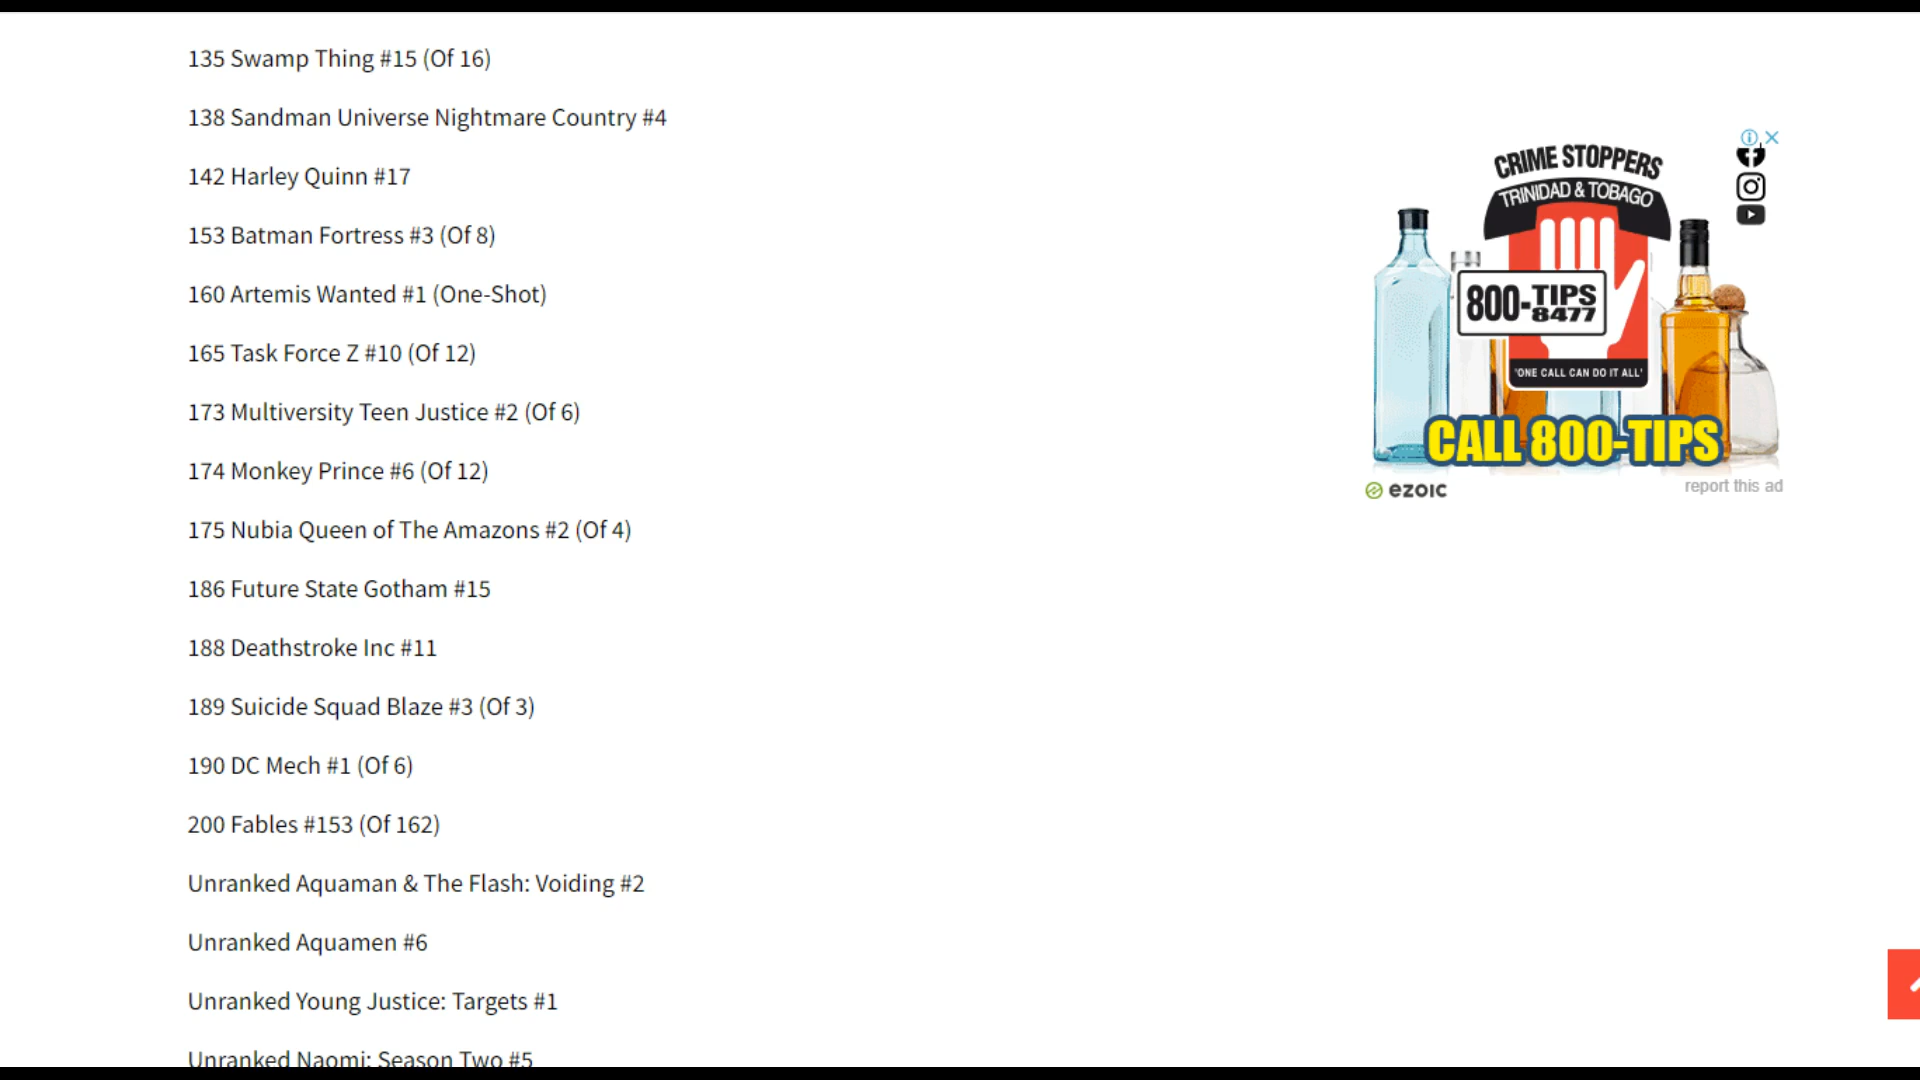 135 Swamp Thing #15 (Of 16)
138 Sandman Universe Nightmare Country #4
142 Harley Quinn #17
153 Batman Fortress #3 (Of 8)
160 Artemis Wanted #1 (One-Shot)
165 Task Force Z #10 (Of 12)
173 Multiversity Teen Justice #2 (Of 6)
174 Monkey Prince #6 (Of 12)
175 Nubia Queen of The Amazons #2 (Of 4)
186 Future State Gotham #15
188 Deathstroke Inc #11
189 Suicide Squad Blaze #3 (Of 3)
190 DC Mech #1 (Of 6)
200 Fables #153 (Of 162)
Unranked Aquaman & The Flash: Voiding #2
Unranked Aquamen #6
Unranked Young Justice: Targets #1
Unranked Naomi: Season Two #5
CRIME STOPPERS
TRINIDAD & TOBAGO
800-TIPS
8477
'ONE CALL CAN DO IT ALL'
CALL 800-TIPS
ezoic
report this ad